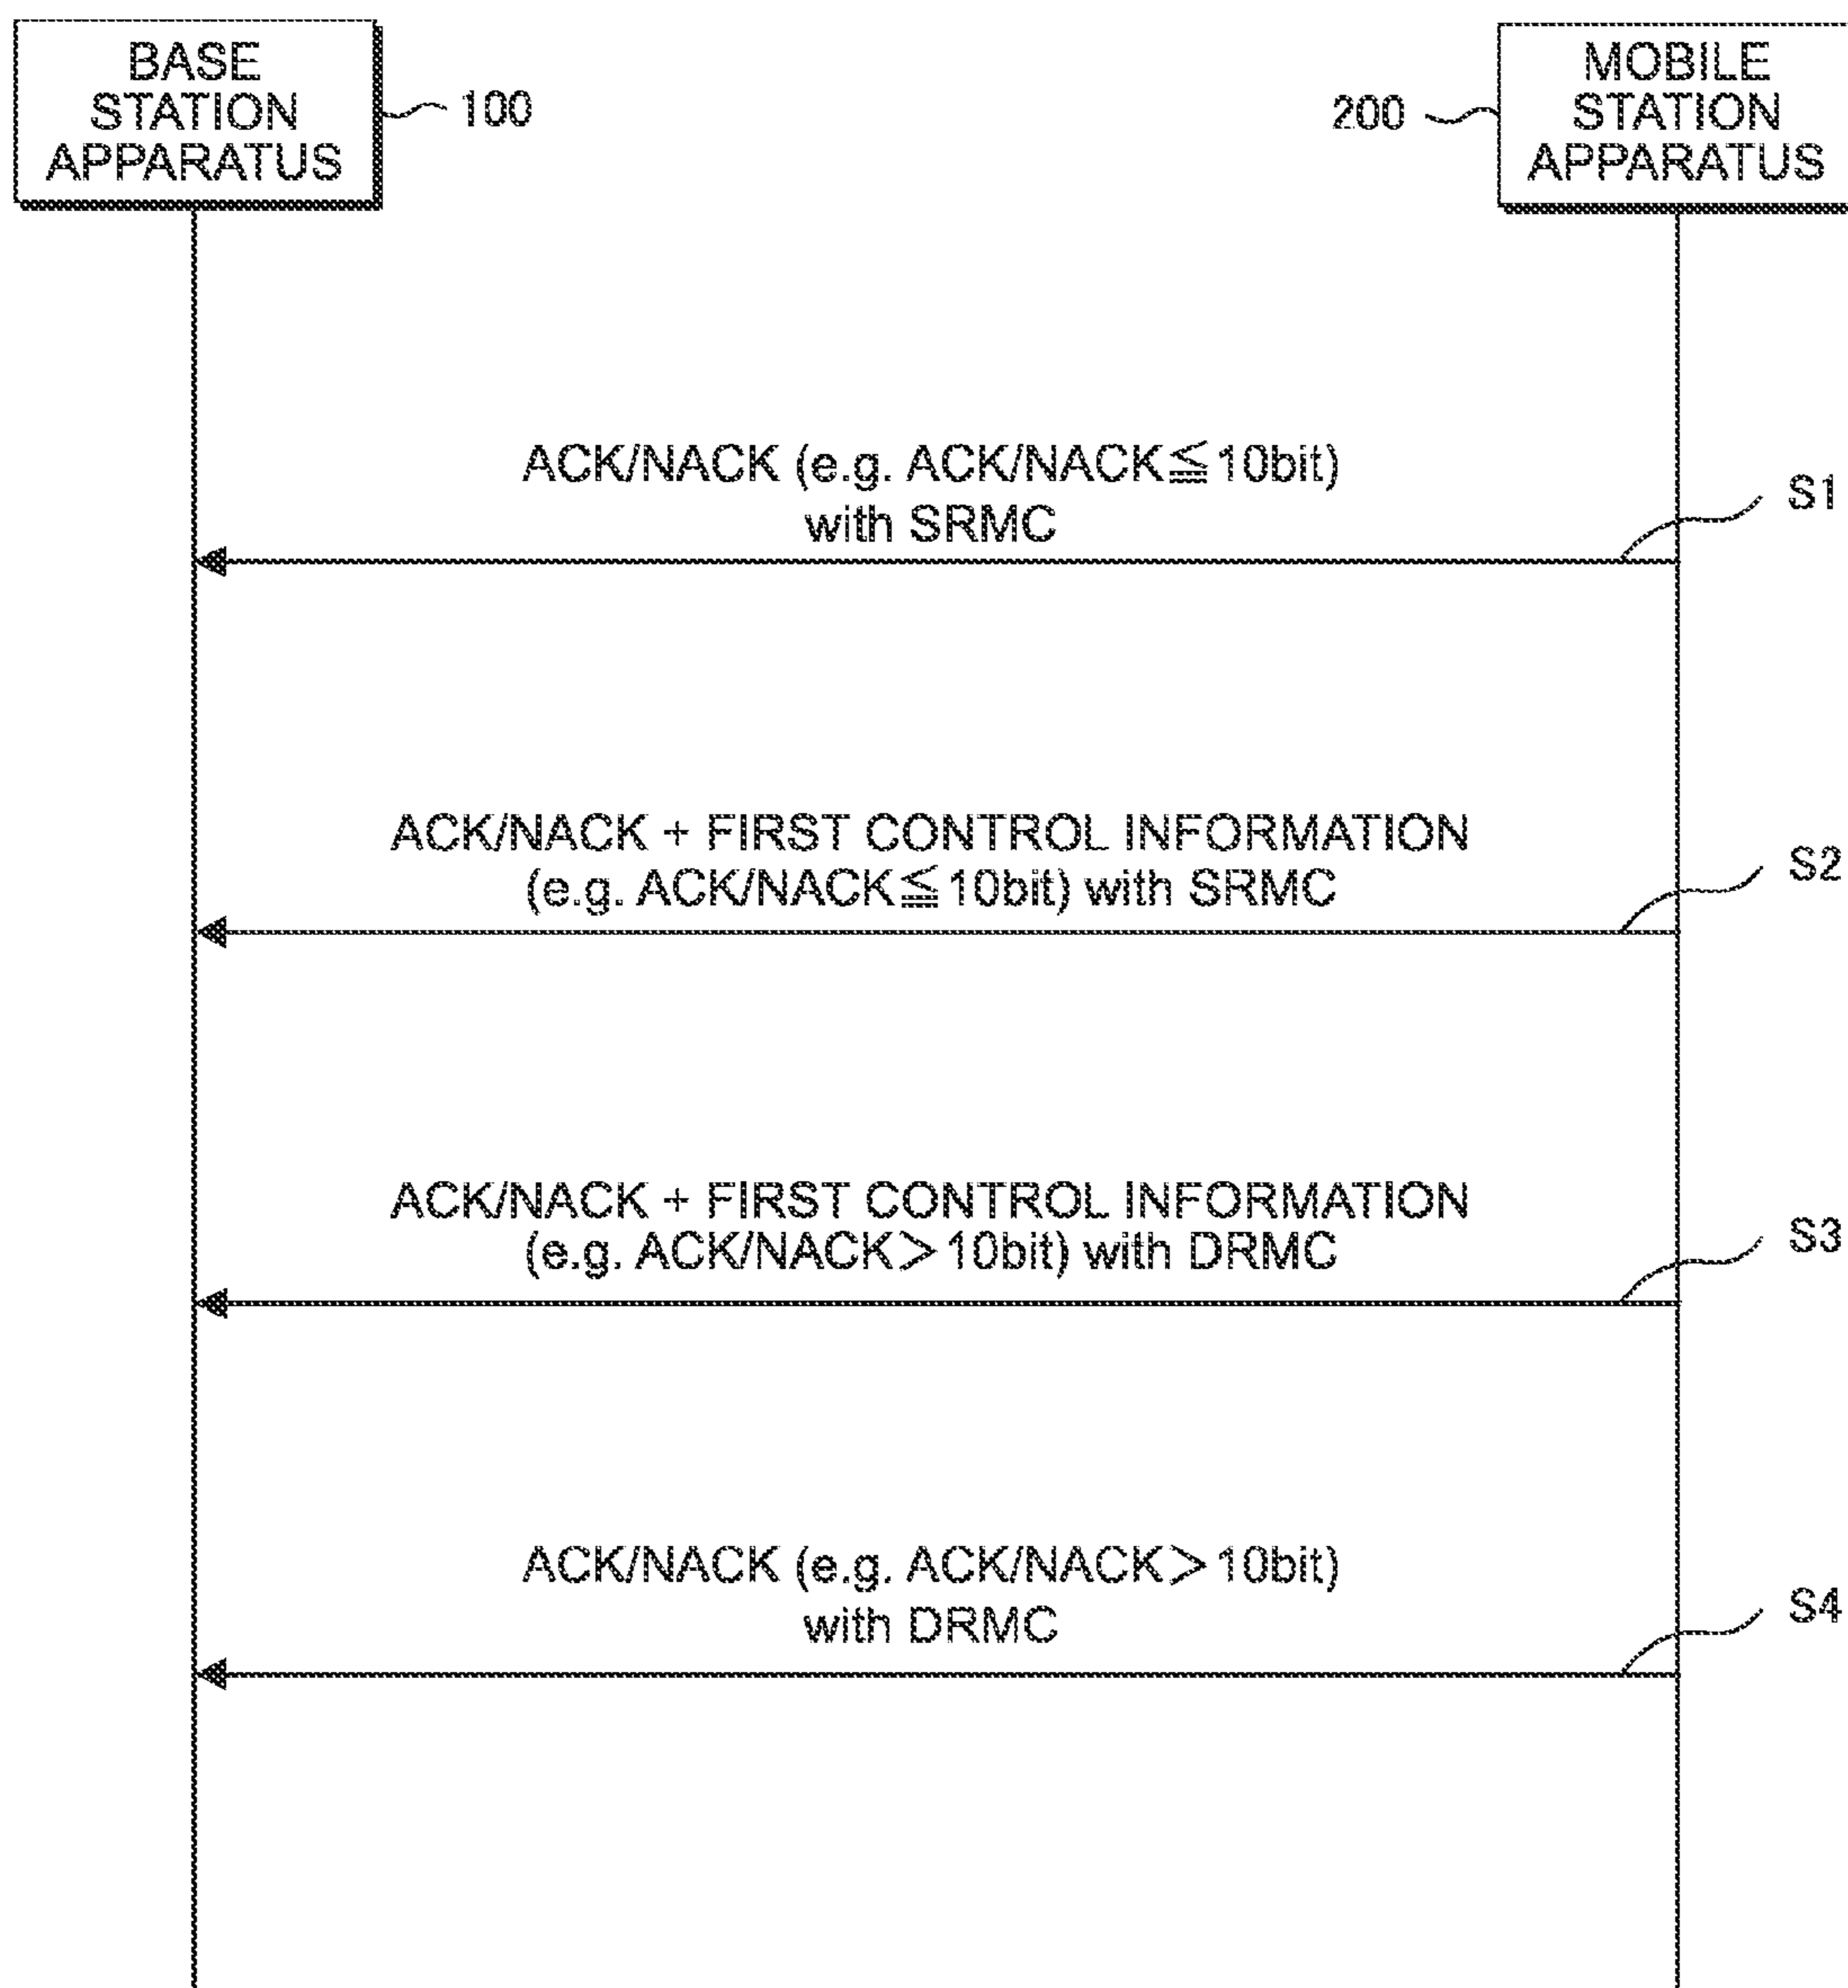 BASE
STATION
APPARATUS
100
200
MOBILE
STATION
APPARATUS
ACK/NACK (e.g. ACK/NACK≦10bit)
with SRMC
S1
ACK/NACK + FIRST CONTROL INFORMATION
(e.g. ACK/NACK≦10bit) with SRMC
S2
ACK/NACK + FIRST CONTROL INFORMATION
(e.g. ACK/NACK＞10bit) with DRMC
S3
ACK/NACK (e.g. ACK/NACK＞10bit)
with DRMC
S4